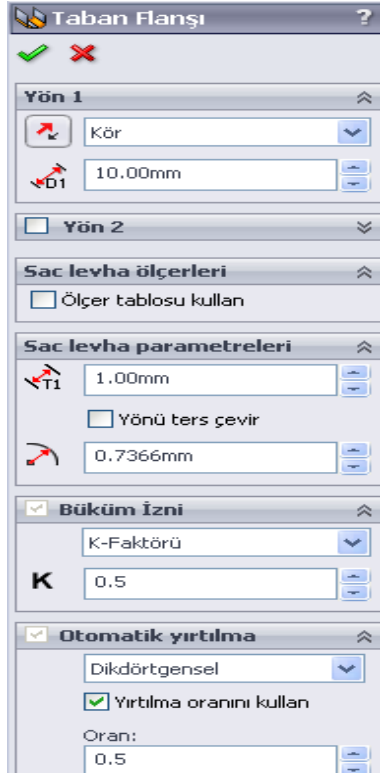 Taban Flanşı ?
Yön 1
Kör
D1 10.00mm
Yön 2
Sac levha ölçerleri
Ölçer tablosu kullan
Sac levha parametreleri
T1 1.00mm
Yönü ters çevir
0.7366mm
Büküm İzni
K-Faktörü
K 0.5
Otomatik yırtılma
Dikdörtgensel
Yırtılma oranını kullan
Oran:
0.5